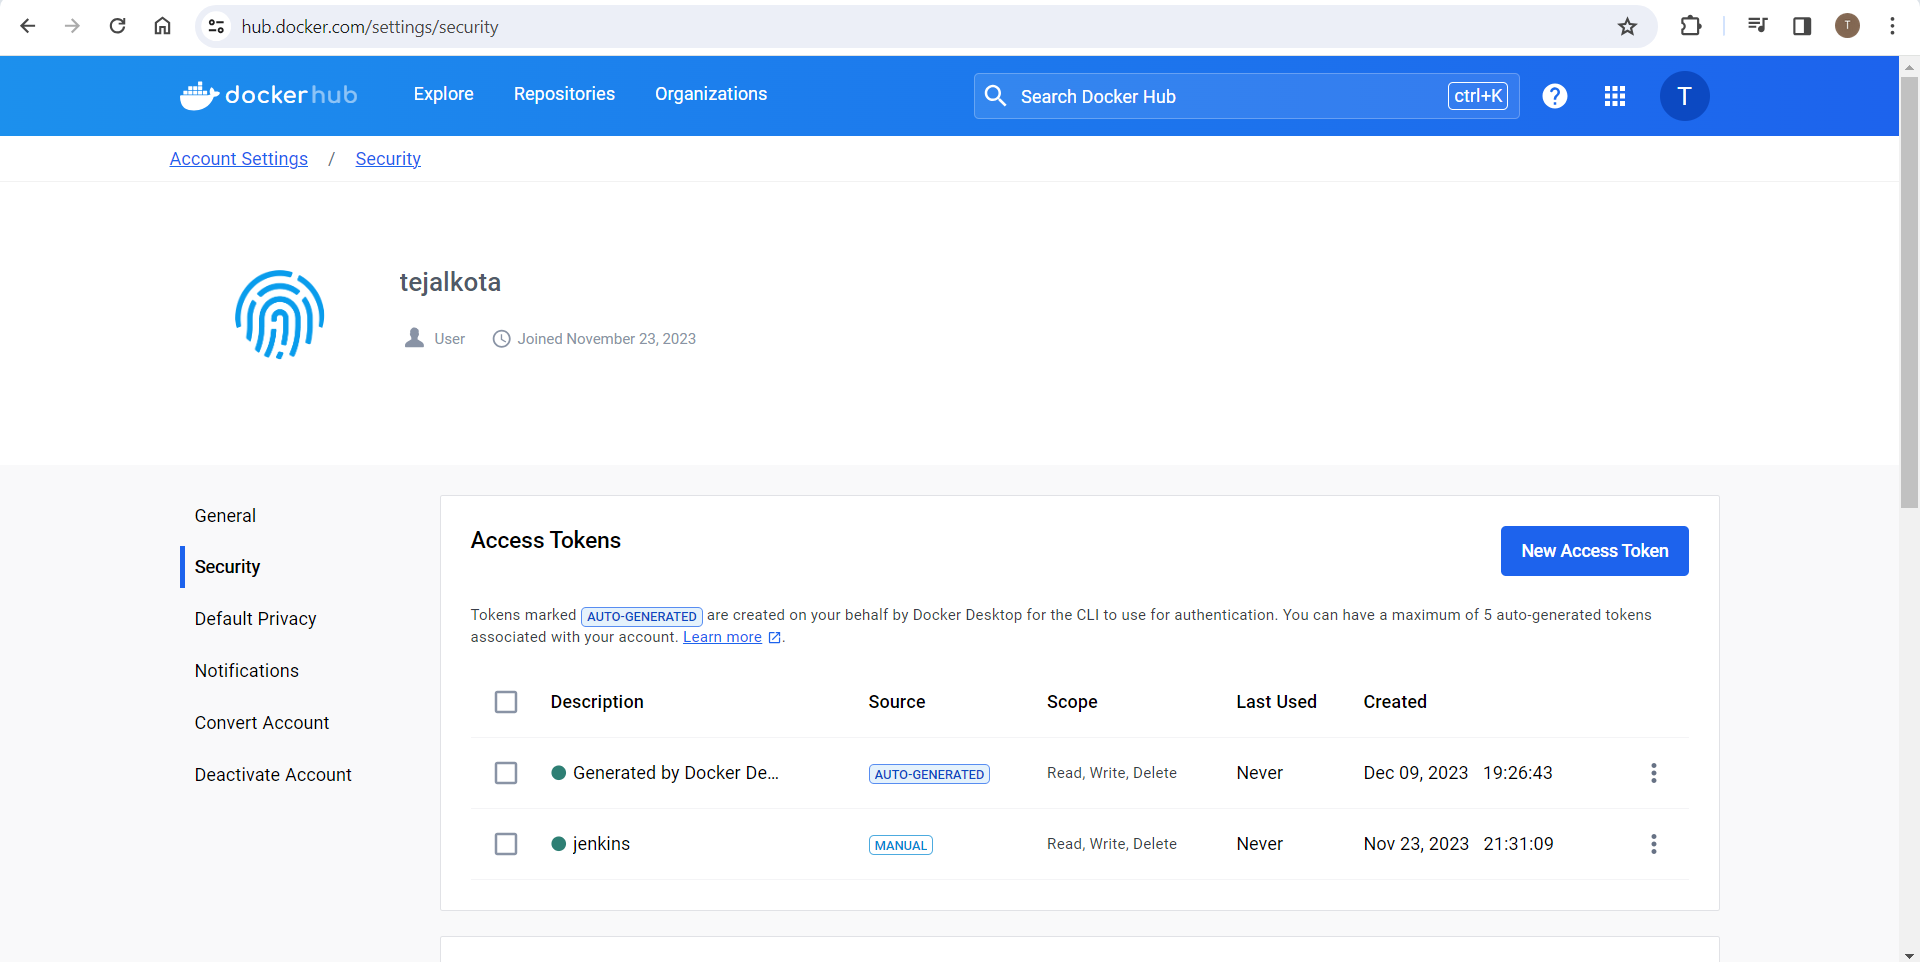 hub.docker.com/settings/security
T
dockerhub
Explore
Repositories
Organizations
Search Docker Hub
ctrl+K
?
T
Account Settings / Security
tejalkota
User
Joined November 23, 2023
General
Security
Default Privacy
Notifications
Convert Account
Deactivate Account
Access Tokens
New Access Token
Tokens marked AUTO-GENERATED are created on your behalf by Docker Desktop for the CLI to use for authentication. You can have a maximum of 5 auto-generated tokens
associated with your account. Learn more .
Description Source Scope Last Used Created
Generated by Docker De... AUTO-GENERATED Read, Write, Delete Never Dec 09, 2023 19:26:43
jenkins MANUAL Read, Write, Delete Never Nov 23, 2023 21:31:09